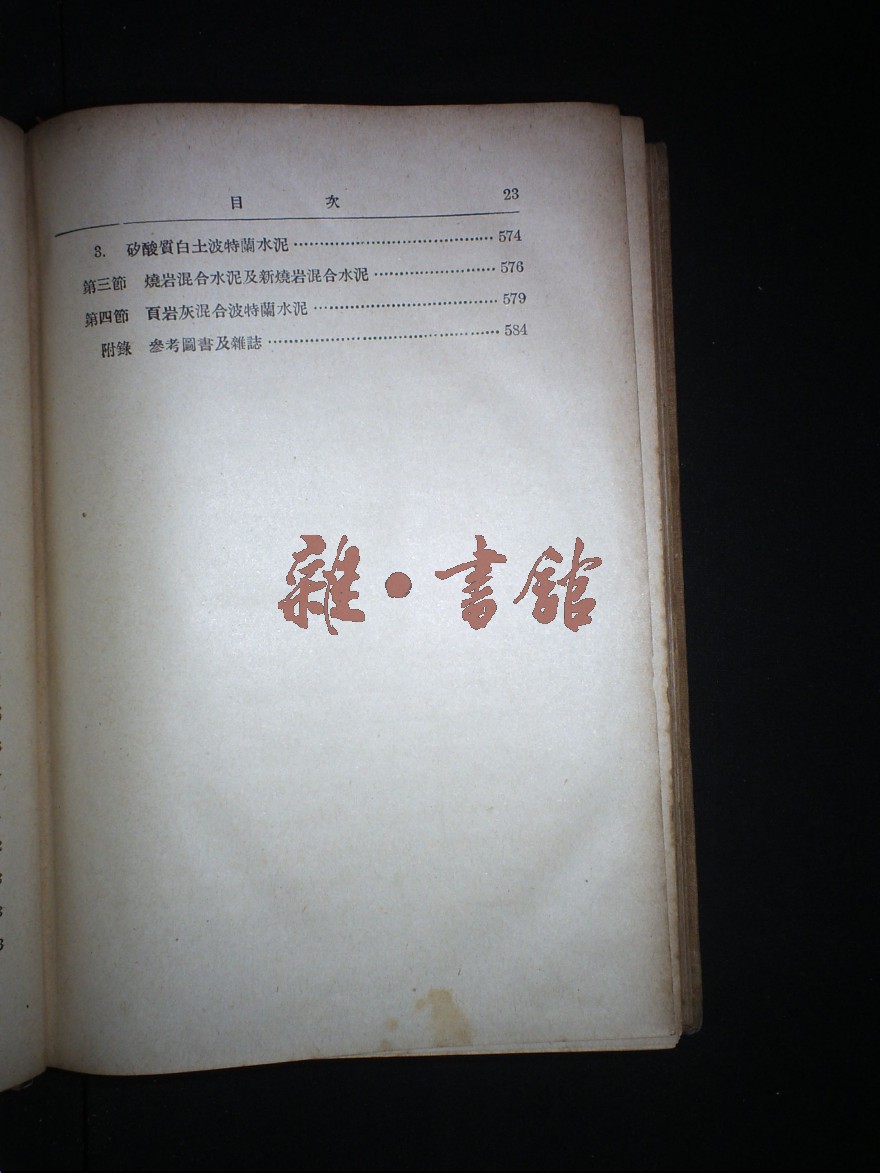 目 次 23
3. 矽酸質白土波特蘭水泥 574
第三節 燒岩混合水泥及新燒岩混合水泥 576
第四節 頁岩灰混合波特蘭水泥 579
附錄 參考圖書及雜誌 584
雜・書館